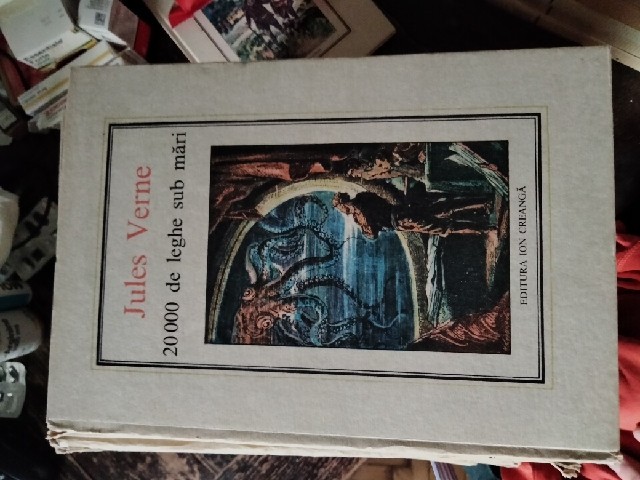 Jules Verne
20 000 de leghe sub mări
EDITURA ION CREANGĂ